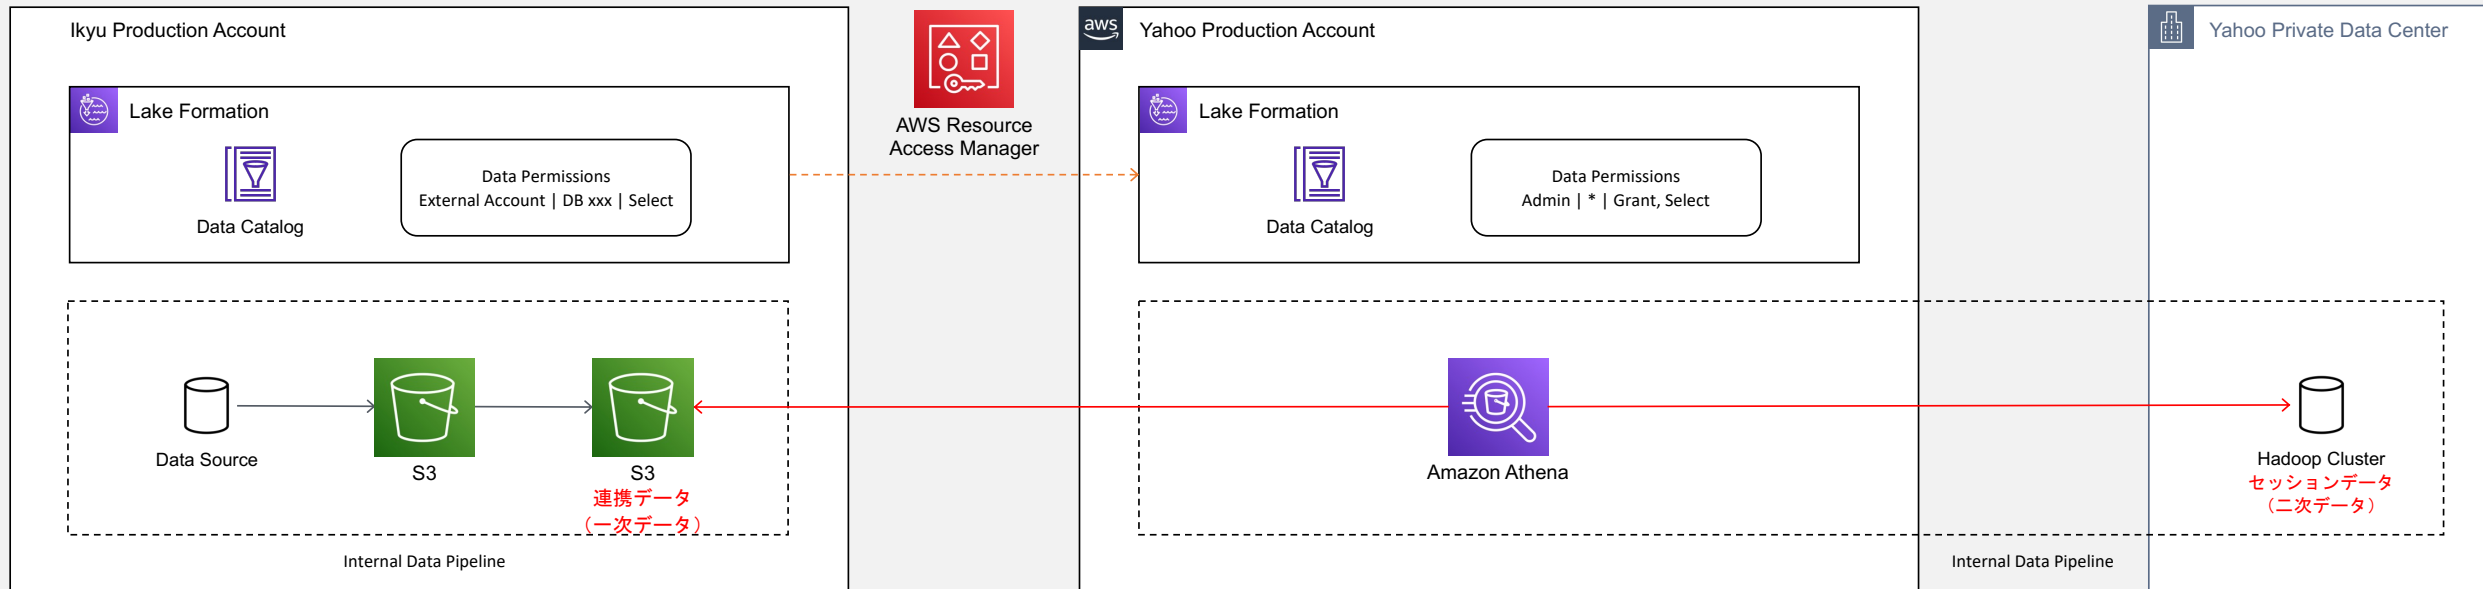 Ikyu Production Account
Lake Formation
Data Catalog
Data Permissions
External Account | DB xxx | Select
Data Source
S3
S3
連携データ
（一次データ）
Internal Data Pipeline
AWS Resource
Access Manager
aws
Yahoo Production Account
Lake Formation
Data Catalog
Data Permissions
Admin | * | Grant, Select
Amazon Athena
Yahoo Private Data Center
Hadoop Cluster
セッションデータ
（二次データ）
Internal Data Pipeline